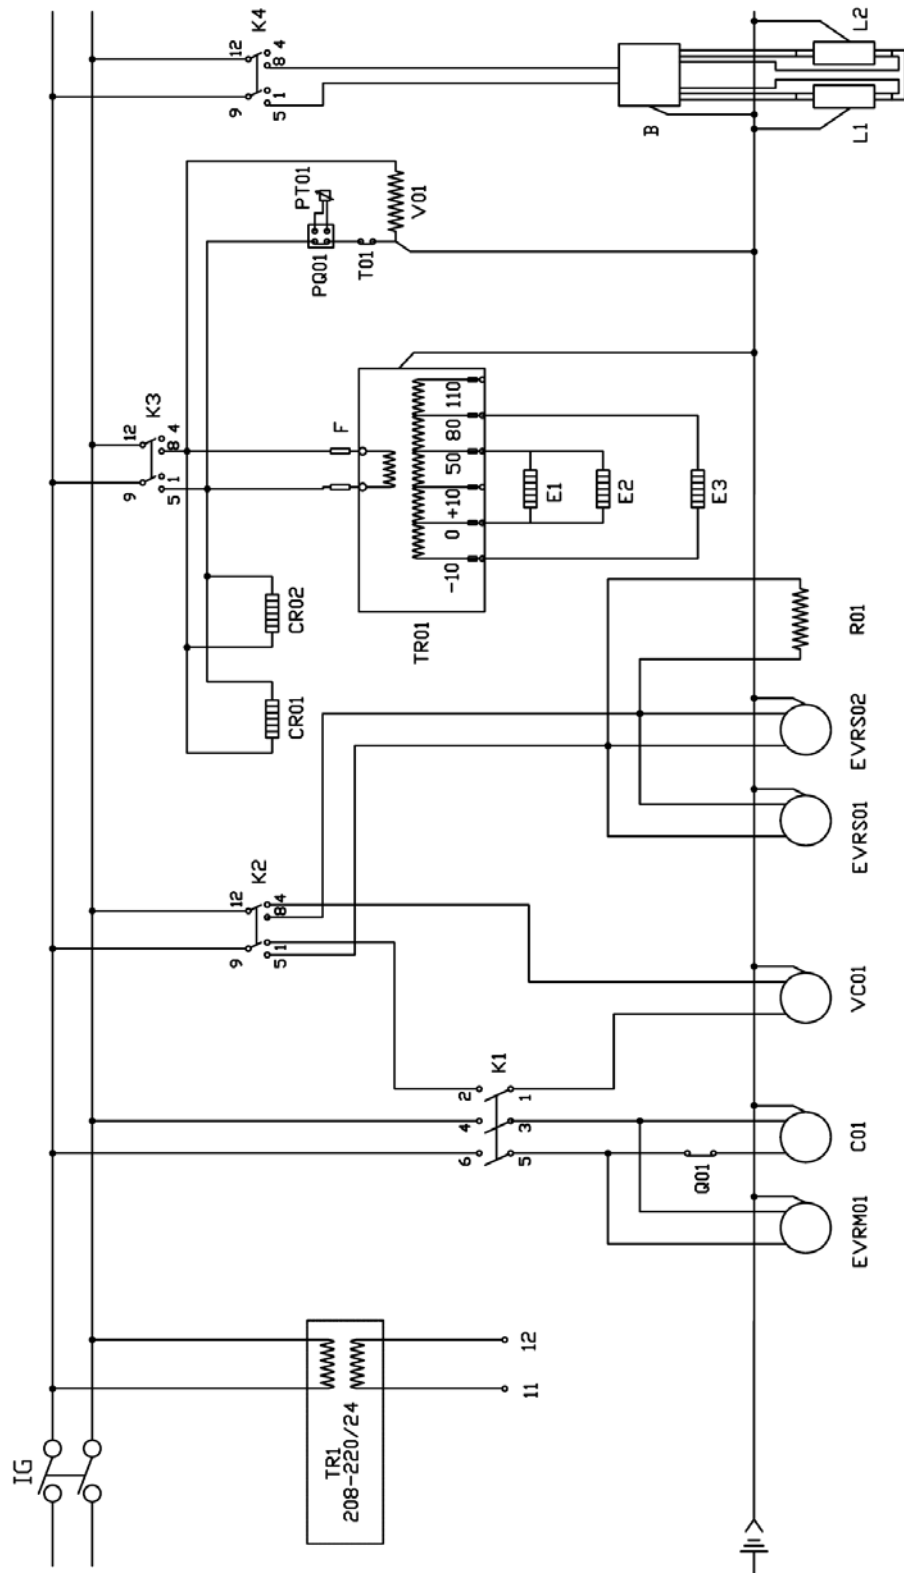 IG
TR1
208-220/24
11
12
EVRM01
C01
Q01
K1
6
5
4
3
2
1
VC01
K2
9
5
1
12
8
4
EVRS01
EVRS02
R01
CR01
CR02
K3
9
5
1
12
8
4
F
TR01
-10
0
+10
50
80
110
E1
E2
E3
PQ01
PT01
T01
V01
K4
9
5
1
12
8
4
B
L1
L2